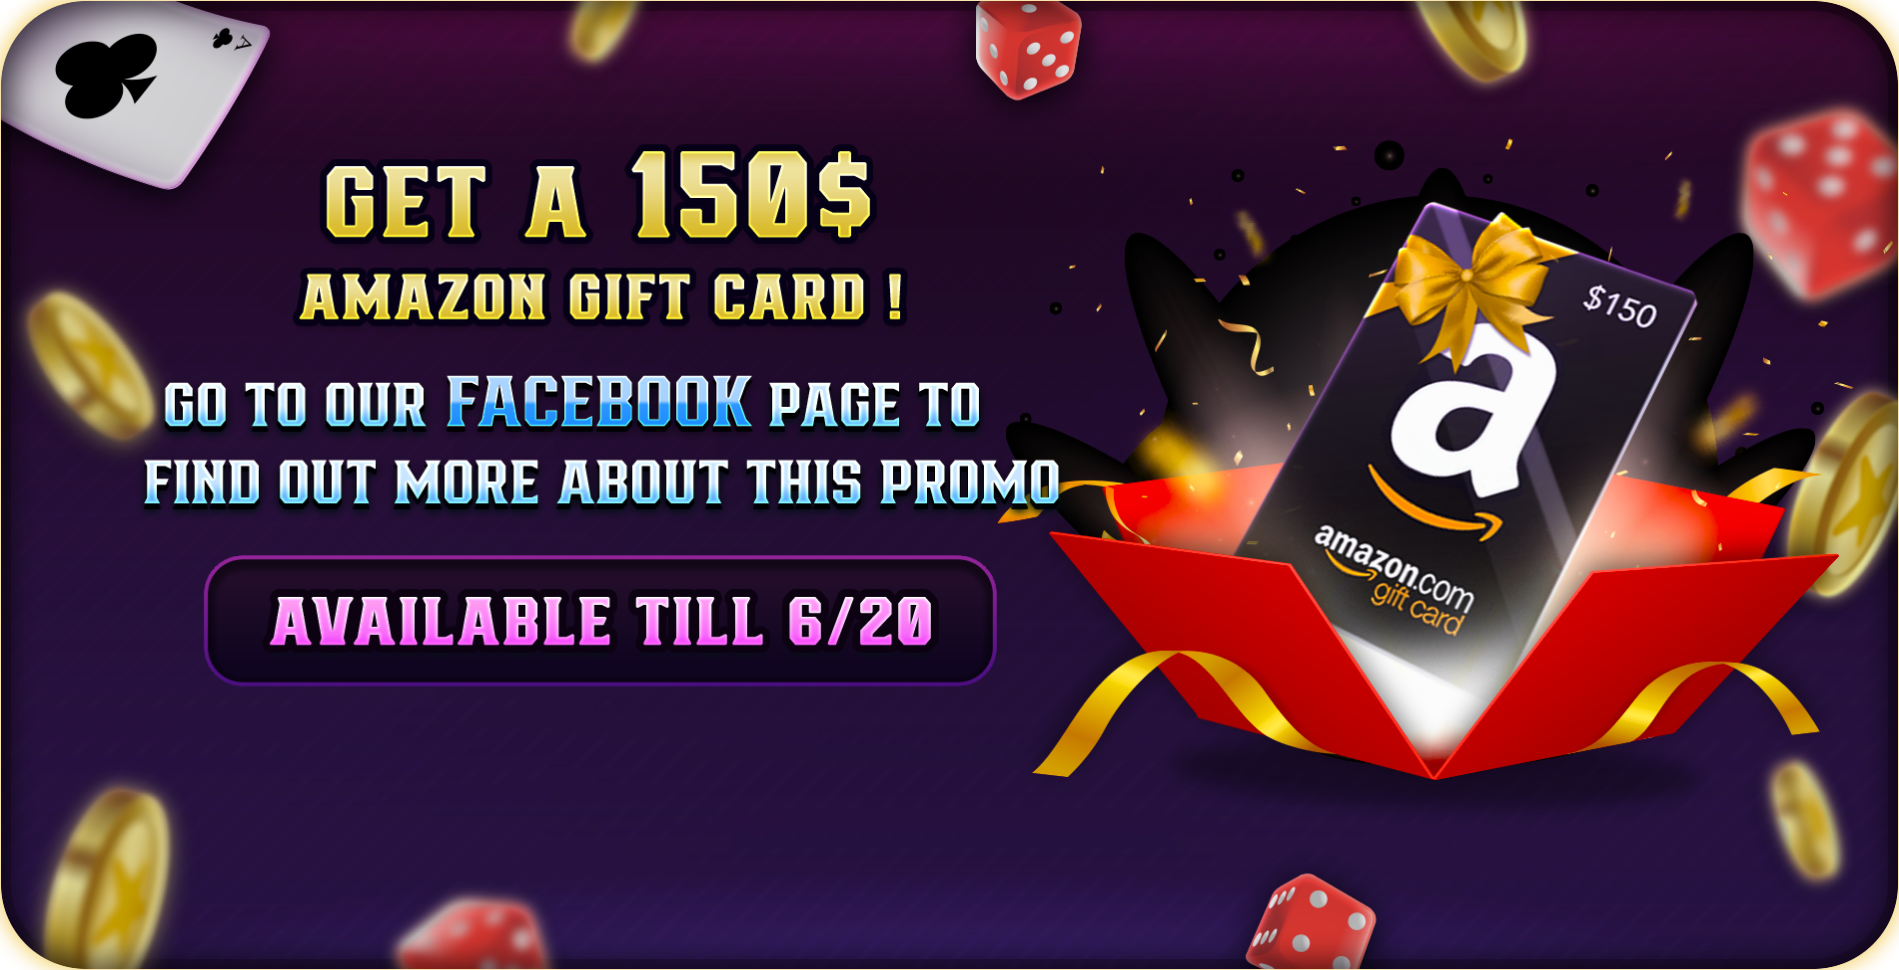 A
GET A 150$
AMAZON GIFT CARD !
GO TO OUR FACEBOOK PAGE TO
FIND OUT MORE ABOUT THIS PROMO
AVAILABLE TILL 6/20
$150
a
amazon.com
gift card